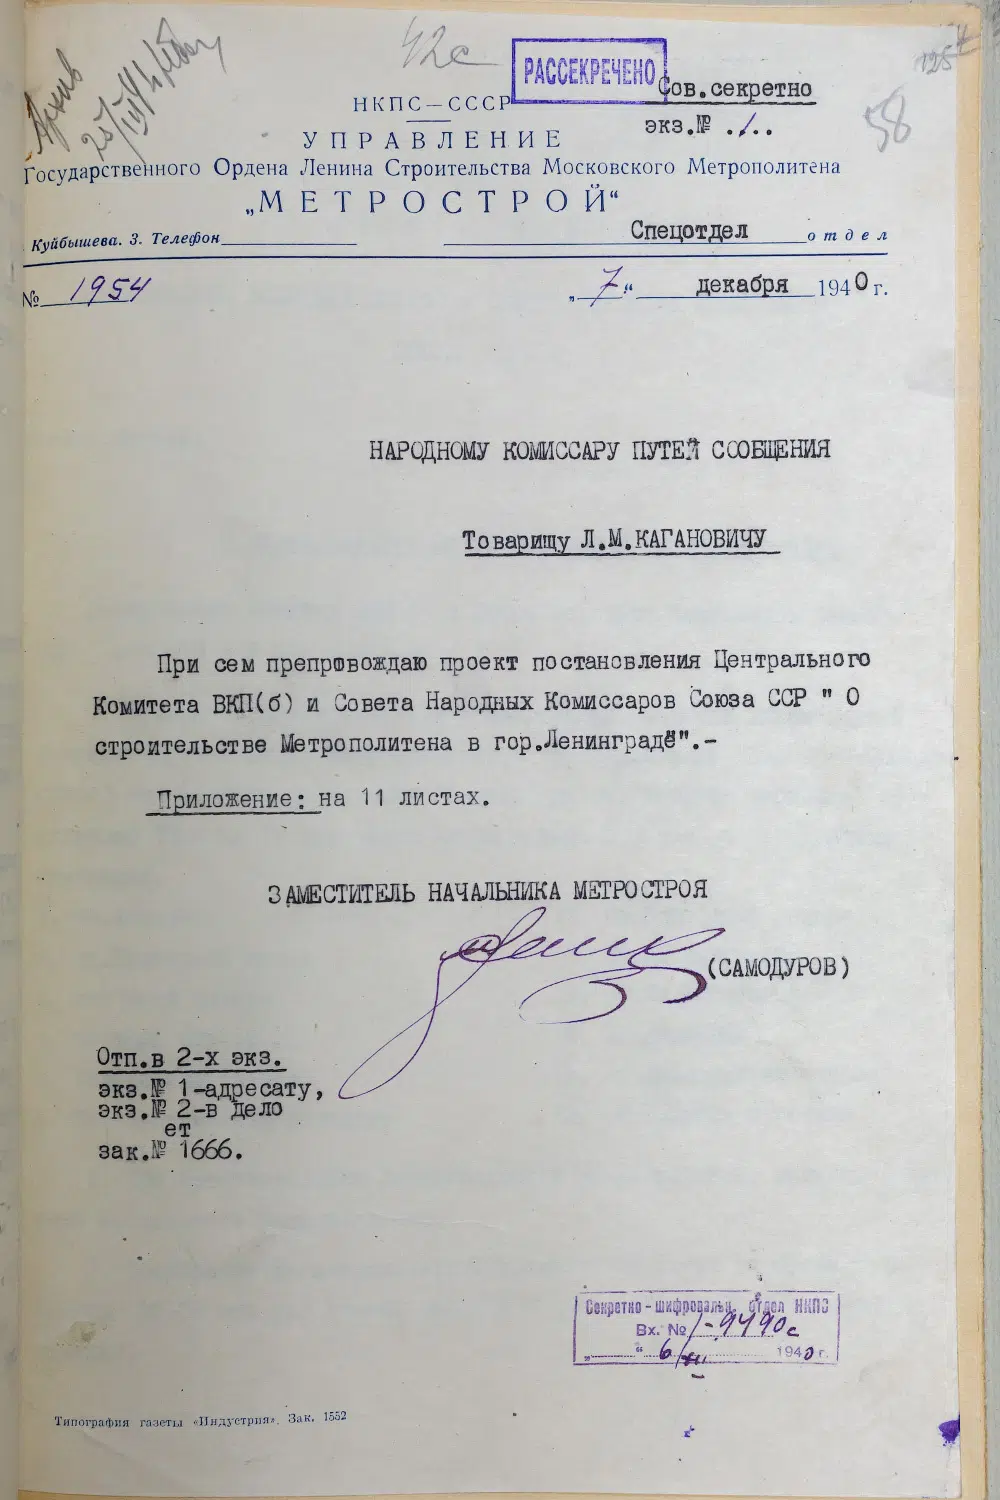 Архив
42с
125
58
РАССЕКРЕЧЕНО
Сов.секретно
экз.№ .1..
НКПС—СССР
УПРАВЛЕНИЕ
Государственного Ордена Ленина Строительства Московского Метрополитена
„МЕТРОСТРОЙ“
Куйбышева. 3. Телефон
Спецотдел отдел
№ 1954
„7“ декабря 1940 г.
НАРОДНОМУ КОМИССАРУ ПУТЕЙ СООБЩЕНИЯ
Товарищу Л.М.КАГАНОВИЧУ
При сем препровождаю проект постановления Центрального
Комитета ВКП(б) и Совета Народных Комиссаров Союза ССР " О
строительстве Метрополитена в гор.Ленинграде".-
Приложение: на 11 листах.
ЗАМЕСТИТЕЛЬ НАЧАЛЬНИКА МЕТРОСТРОЯ
(САМОДУРОВ)
Отп.в 2-х экз.
экз.№ 1-адресату,
экз.№ 2-в дело
ет
зак.№ 1666.
Секретно-шифровальн. отдел НКПС
Вх. № 1-9490с
„ “ 6/XII 1940 г.
Типография газеты «Индустрия». Зак. 1552